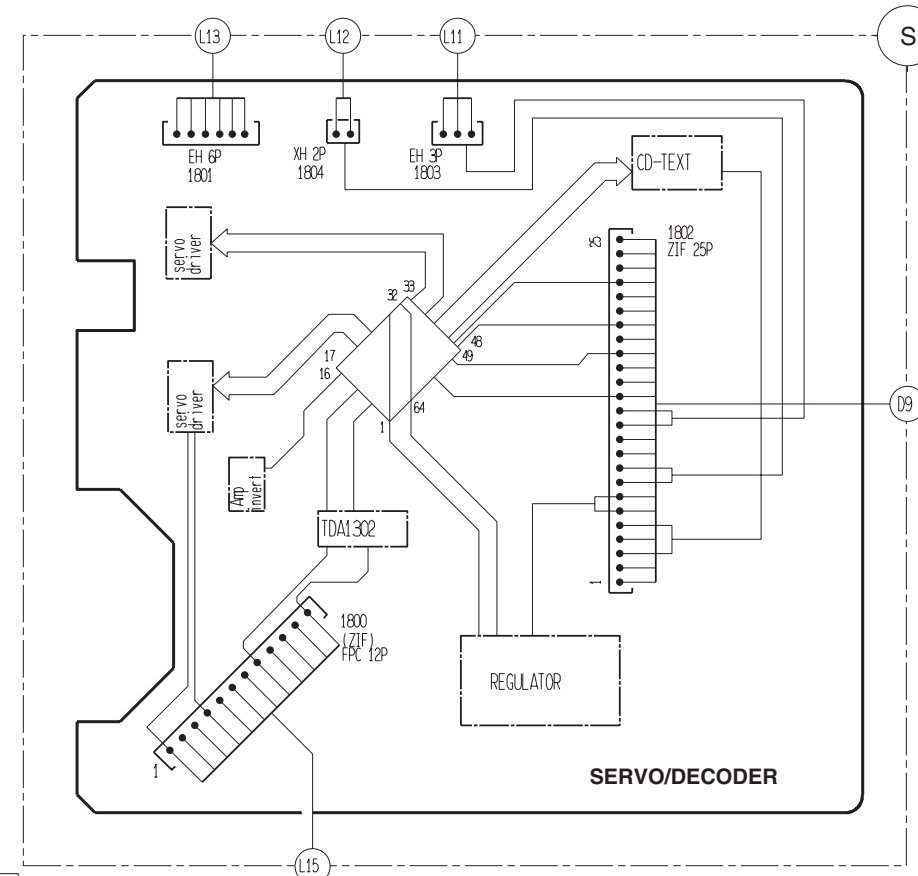 S
L13
L12
L11
EH 6P
1801
XH 2P
1804
EH 3P
1803
CD-TEXT
servo
driver
25
1802
ZIF 25P
32
33
17
16
48
49
servo
driver
64
1
D9
Amp
invert
TDA1302
1
1800
(ZIF)
FPC 12P
REGULATOR
1
SERVO/DECODER
L15